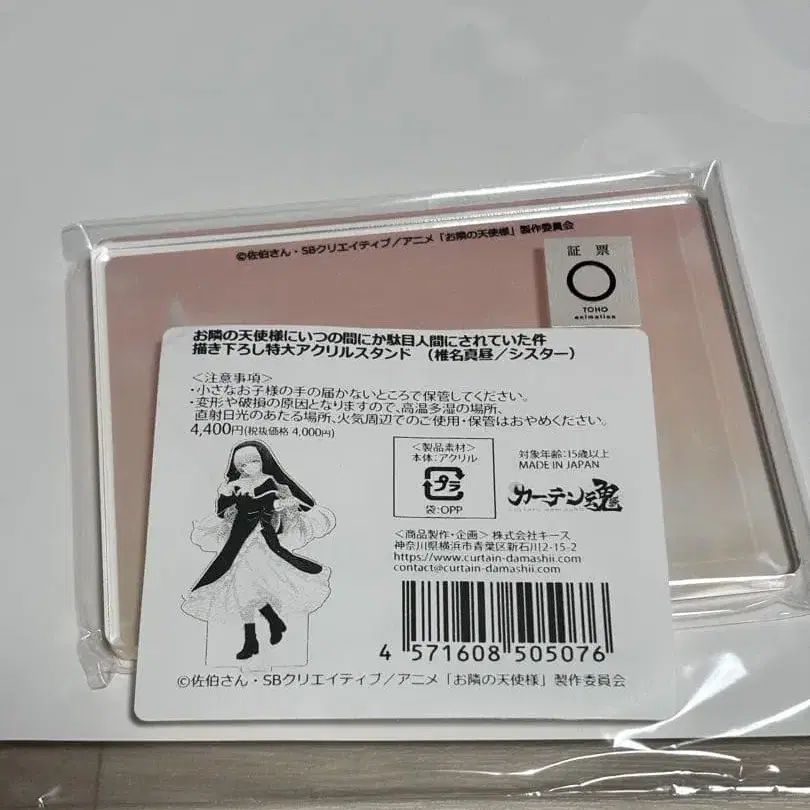 ©佐伯さん・SBクリエイティブ／アニメ「お隣の天使様」製作委員会
証 票
TOHO
animation
お隣の天使様にいつの間にか駄目人間にされていた件
描き下ろし特大アクリルスタンド （椎名真昼／シスター）
＜注意事項＞
・小さなお子様の手の届かないところで保管してください。
・変形や破損の原因となりますので、高温多湿の場所、
直射日光のあたる場所、火気周辺でのご使用・保管はおやめください。
4,400円(税抜価格 4,000円)
＜製品素材＞
本体:アクリル
プラ
袋:OPP
対象年齢:15歳以上
MADE IN JAPAN
カーテン魂
＜商品製作・企画＞ 株式会社キース
神奈川県横浜市青葉区新石川2-15-2
https://www.curtain-damashii.com
contact@curtain-damashii.com
4 571608 505076
©佐伯さん・SBクリエイティブ／アニメ「お隣の天使様」製作委員会